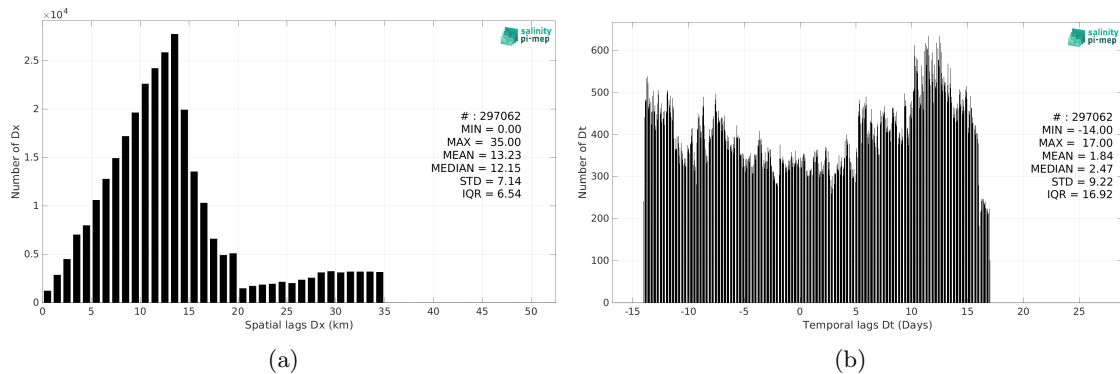 ×10⁴
salinity
pi-mep
2.5
2
1.5
1
0.5
0
Number of Dx
# : 297062
MIN = 0.00
MAX = 35.00
MEAN = 13.23
MEDIAN = 12.15
STD = 7.14
IQR = 6.54
0 5 10 15 20 25 30 35 40 45 50
Spatial lags Dx (km)
(a)
salinity
pi-mep
600
500
400
300
200
100
0
Number of Dt
# : 297062
MIN = -14.00
MAX = 17.00
MEAN = 1.84
MEDIAN = 2.47
STD = 9.22
IQR = 16.92
-15 -10 -5 0 5 10 15 20 25
Temporal lags Dt (Days)
(b)